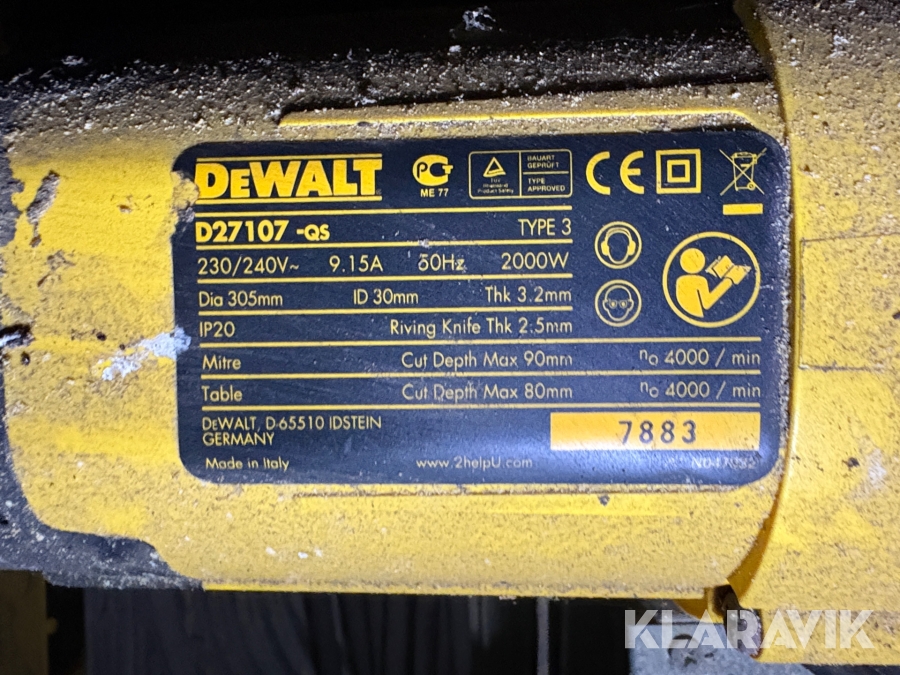 DEWALT
ME 77
TÜV
Rheinland
Product Safety
BAUART
GEPRÜFT
TYPE
APPROVED
CE
D27107 -QS TYPE 3
230/240V~ 9.15A 50Hz 2000W
Dia 305mm ID 30mm Thk 3.2mm
IP20 Riving Knife Thk 2.5mm
Mitre Cut Depth Max 90mm no 4000 / min
Table Cut Depth Max 80mm no 4000 / min
DEWALT, D-65510 IDSTEIN
GERMANY
7883
Made in Italy www.2helpU.com
KLARAVIK